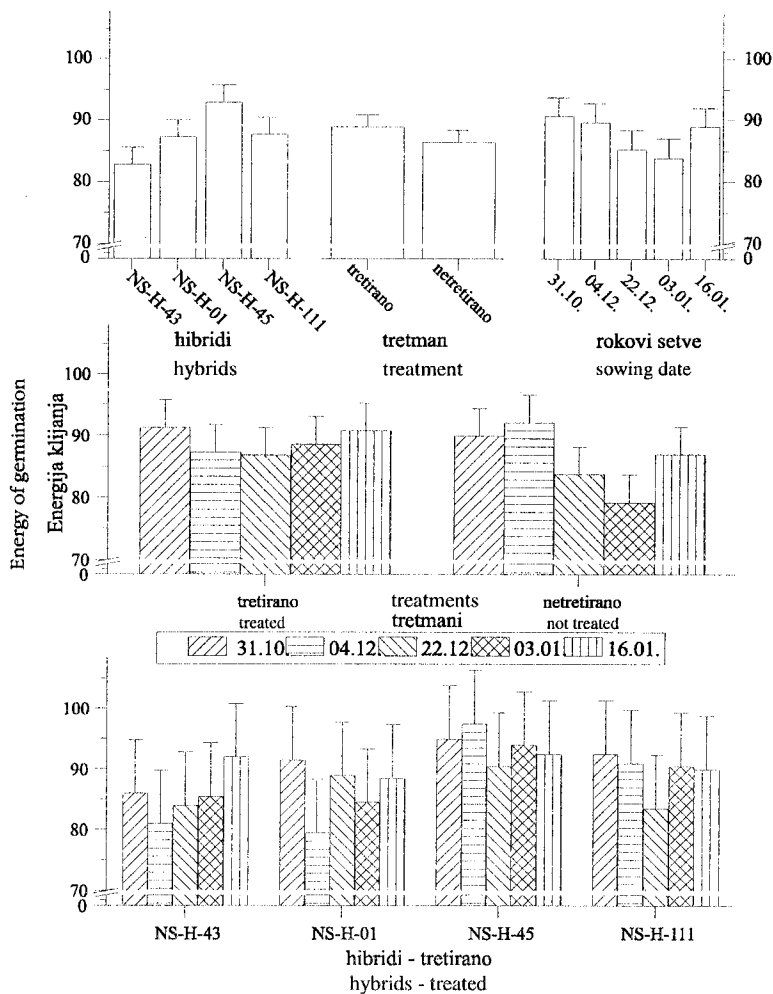 100 100
90 90
80 80
70 70
0 0
NS-H-43 NS-H-01 NS-H-45 NS-H-111 tretirano netretirano 31.10. 04.12. 22.12. 03.01. 16.01.
hibridi tretman rokovi setve
hybrids treatment sowing date
Energy of germination
Energija klijanja
100
90
80
70
0
tretirano treatments netretirano
treated tretmani not treated
31.10. 04.12 22.12 03.01. 16.01.
100
90
80
70
0
NS-H-43 NS-H-01 NS-H-45 NS-H-111
hibridi - tretirano
hybrids - treated